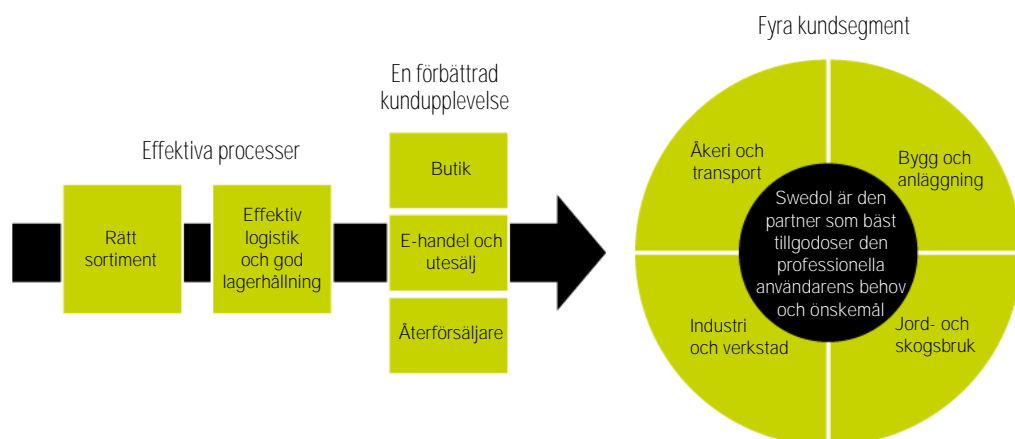 Fyra kundsegment
En förbättrad
kundupplevelse
Effektiva processer
Rätt
sortiment
Effektiv
logistik
och god
lagerhållning
Butik
E-handel och
utesälj
Återförsäljare
Åkeri och
transport
Bygg och
anläggning
Swedol är den
partner som bäst
tillgodoser den
professionella
användarens behov
och önskemål
Industri
och verkstad
Jord- och
skogsbruk